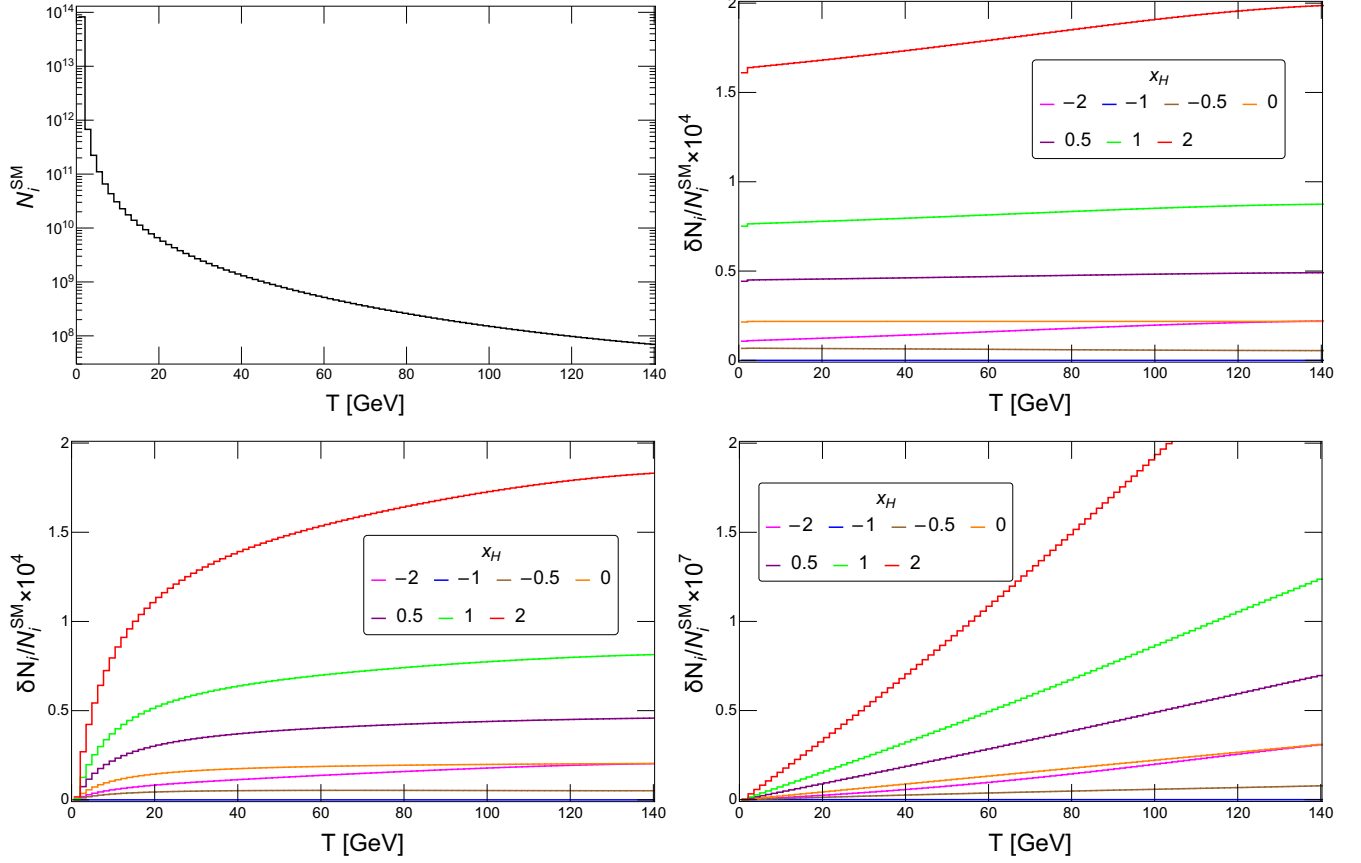 10^14
10^13
10^12
10^11
10^10
10^9
10^8
N_i^SM
0 20 40 60 80 100 120 140
T [GeV]
2
1.5
1
0.5
0
δN_i/N_i^SM×10^4
x_H
−2 −1 −0.5 0
0.5 1 2
0 20 40 60 80 100 120 140
T [GeV]
2
1.5
1
0.5
0
δN_i/N_i^SM×10^4
x_H
−2 −1 −0.5 0
0.5 1 2
0 20 40 60 80 100 120 140
T [GeV]
2
1.5
1
0.5
0
δN_i/N_i^SM×10^7
x_H
−2 −1 −0.5 0
0.5 1 2
0 20 40 60 80 100 120 140
T [GeV]